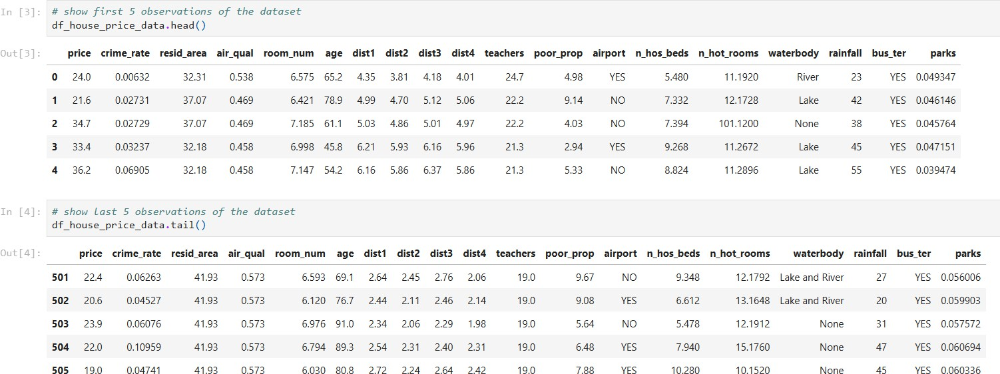 In [3]: # show first 5 observations of the dataset
df_house_price_data.head()
Out[3]: price crime_rate resid_area air_qual room_num age dist1 dist2 dist3 dist4 teachers poor_prop airport n_hos_beds n_hot_rooms waterbody rainfall bus_ter parks
0 24.0 0.00632 32.31 0.538 6.575 65.2 4.35 3.81 4.18 4.01 24.7 4.98 YES 5.480 11.1920 River 23 YES 0.049347
1 21.6 0.02731 37.07 0.469 6.421 78.9 4.99 4.70 5.12 5.06 22.2 9.14 NO 7.332 12.1728 Lake 42 YES 0.046146
2 34.7 0.02729 37.07 0.469 7.185 61.1 5.03 4.86 5.01 4.97 22.2 4.03 NO 7.394 101.1200 None 38 YES 0.045764
3 33.4 0.03237 32.18 0.458 6.998 45.8 6.21 5.93 6.16 5.96 21.3 2.94 YES 9.268 11.2672 Lake 45 YES 0.047151
4 36.2 0.06905 32.18 0.458 7.147 54.2 6.16 5.86 6.37 5.86 21.3 5.33 NO 8.824 11.2896 Lake 55 YES 0.039474
In [4]: # show last 5 observations of the dataset
df_house_price_data.tail()
Out[4]: price crime_rate resid_area air_qual room_num age dist1 dist2 dist3 dist4 teachers poor_prop airport n_hos_beds n_hot_rooms waterbody rainfall bus_ter parks
501 22.4 0.06263 41.93 0.573 6.593 69.1 2.64 2.45 2.76 2.06 19.0 9.67 NO 9.348 12.1792 Lake and River 27 YES 0.056006
502 20.6 0.04527 41.93 0.573 6.120 76.7 2.44 2.11 2.46 2.14 19.0 9.08 YES 6.612 13.1648 Lake and River 20 YES 0.059903
503 23.9 0.06076 41.93 0.573 6.976 91.0 2.34 2.06 2.29 1.98 19.0 5.64 NO 5.478 12.1912 None 31 YES 0.057572
504 22.0 0.10959 41.93 0.573 6.794 89.3 2.54 2.31 2.40 2.31 19.0 6.48 YES 7.940 15.1760 None 47 YES 0.060694
505 19.0 0.04741 41.93 0.573 6.030 80.8 2.72 2.24 2.64 2.42 19.0 7.88 YES 10.280 10.1520 None 45 YES 0.060336